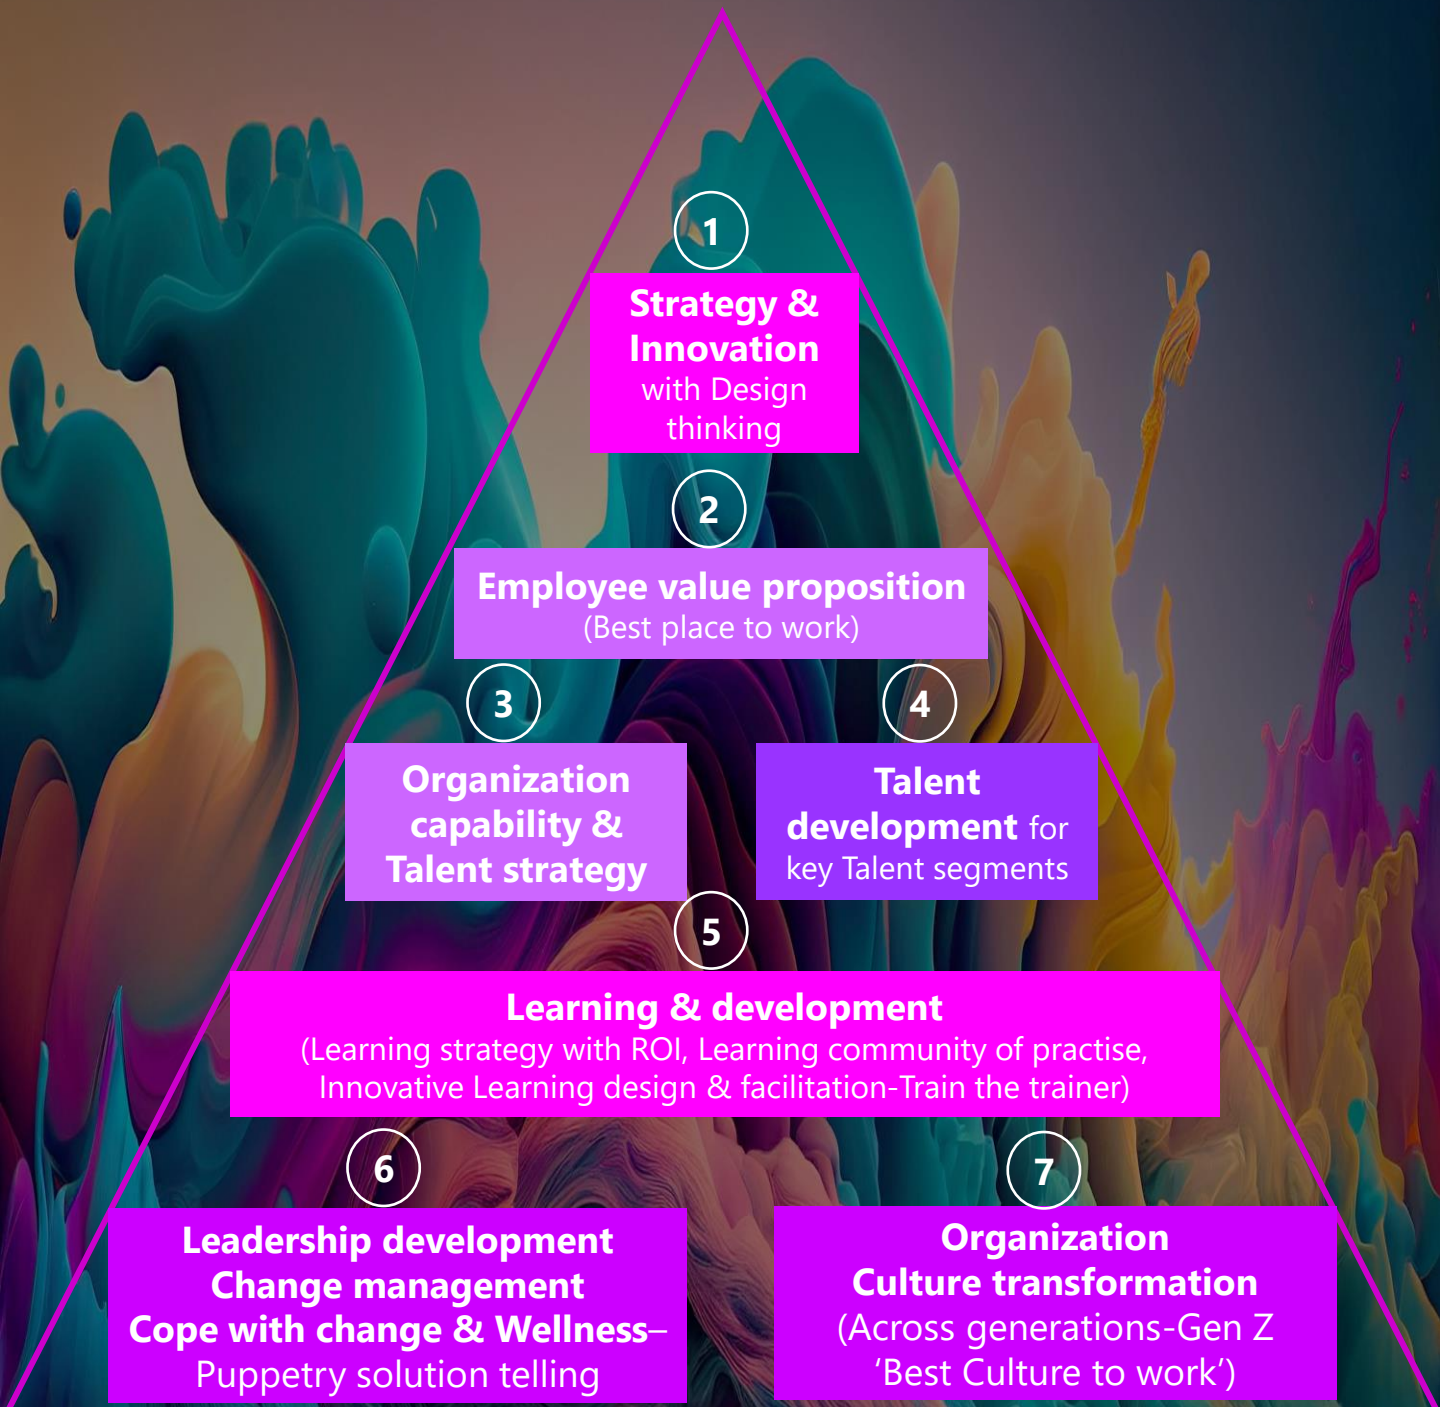 1
Strategy &
Innovation
with Design
thinking
2
Employee value proposition
(Best place to work)
3
Organization
capability &
Talent strategy
4
Talent
development for
key Talent segments
5
Learning & development
(Learning strategy with ROI, Learning community of practise,
Innovative Learning design & facilitation-Train the trainer)
6
Leadership development
Change management
Cope with change & Wellness–
Puppetry solution telling
7
Organization
Culture transformation
(Across generations-Gen Z
‘Best Culture to work’)